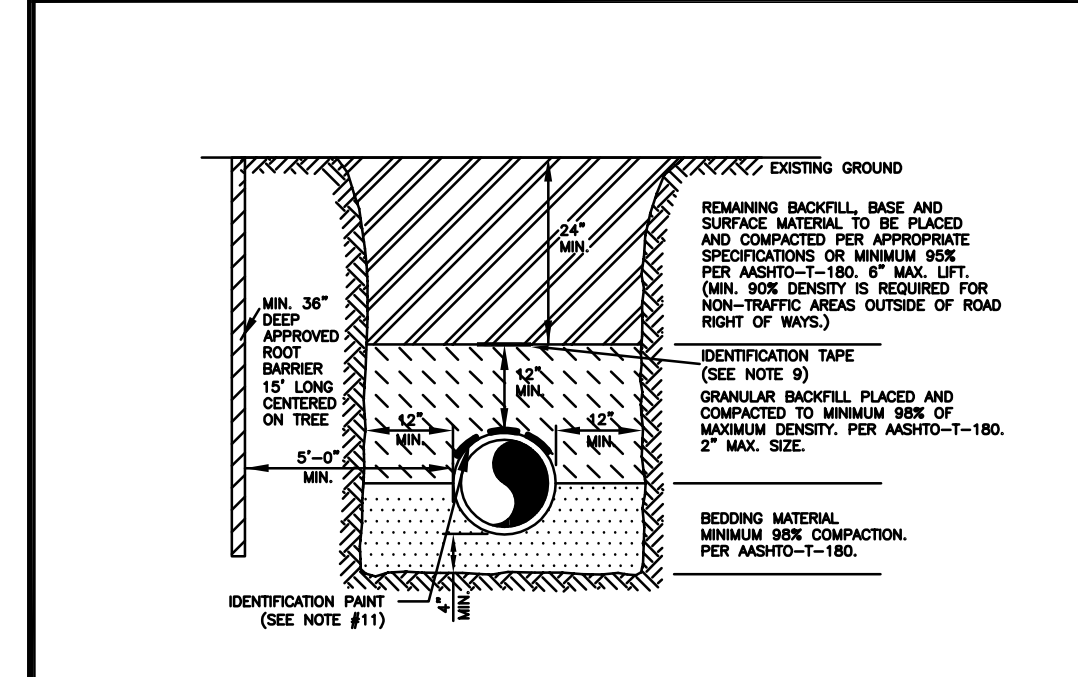 EXISTING GROUND
REMAINING BACKFILL, BASE AND
SURFACE MATERIAL TO BE PLACED
AND COMPACTED PER APPROPRIATE
SPECIFICATIONS OR MINIMUM 95%
PER AASHTO-T-180. 6" MAX. LIFT.
(MIN. 90% DENSITY IS REQUIRED FOR
NON-TRAFFIC AREAS OUTSIDE OF ROAD
RIGHT OF WAYS.)
24"
MIN.
MIN. 36"
DEEP
APPROVED
ROOT
BARRIER
15' LONG
CENTERED
ON TREE
IDENTIFICATION TAPE
(SEE NOTE 9)
12"
MIN.
GRANULAR BACKFILL PLACED AND
COMPACTED TO MINIMUM 98% OF
MAXIMUM DENSITY. PER AASHTO-T-180.
2" MAX. SIZE.
12"
MIN.
12"
MIN
5'-0"
MIN.
BEDDING MATERIAL
MINIMUM 98% COMPACTION.
PER AASHTO-T-180.
4"
MIN.
IDENTIFICATION PAINT
(SEE NOTE #11)